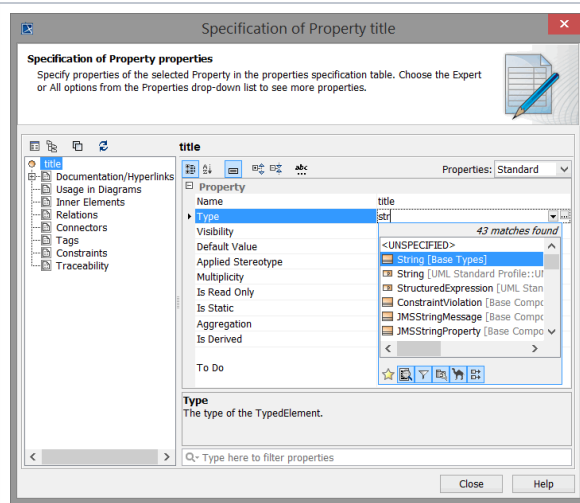 Specification of Property title
Specification of Property properties
Specify properties of the selected Property in the properties specification table. Choose the Expert
or All options from the Properties drop-down list to see more properties.
title
title
Documentation/Hyperlinks
Usage in Diagrams
Inner Elements
Relations
Connectors
Tags
Constraints
Traceability
Properties: Standard
Property
Name title
Type str
Visibility
Default Value
Applied Stereotype
Multiplicity
Is Read Only
Is Static
Aggregation
Is Derived
To Do
43 matches found
<UNSPECIFIED>
String [Base Types]
String [UML Standard Profile::UM
StructuredExpression [UML Stan
ConstraintViolation [Base Compo
JMSStringMessage [Base Compo
JMSStringProperty [Base Compo
Type
The type of the TypedElement.
Type here to filter properties
Close Help